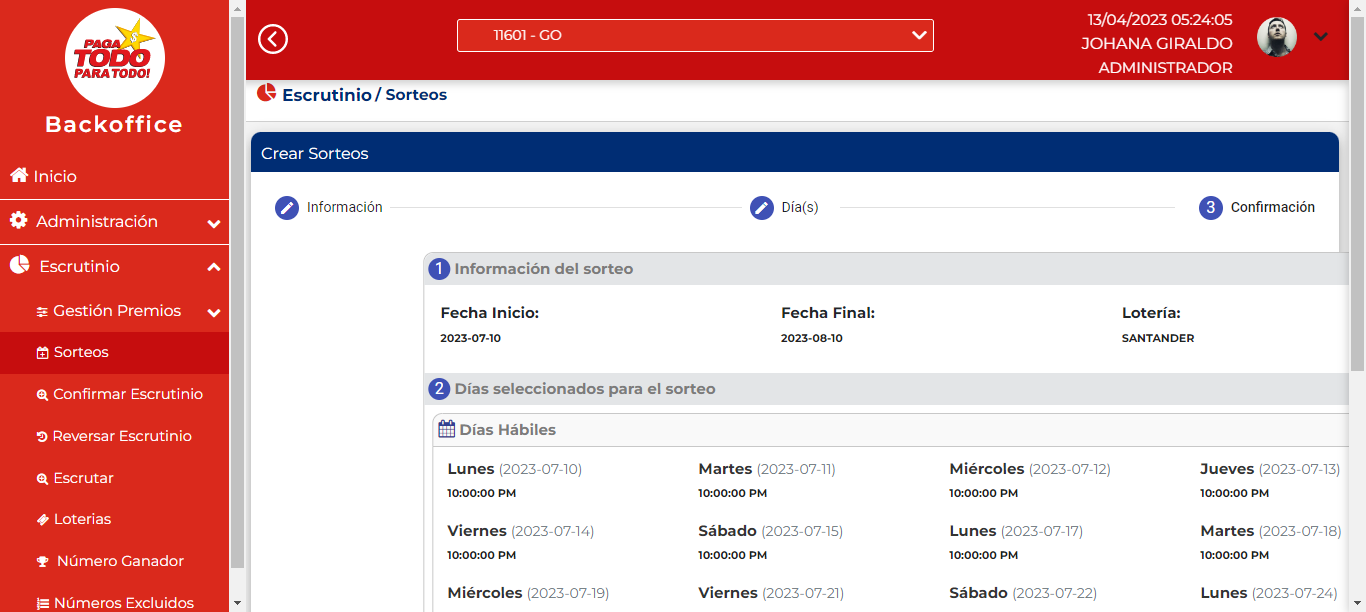 PAGA
TODO
PARA TODO!
Backoffice
Inicio
Administración
Escrutinio
Gestión Premios
Sorteos
Confirmar Escrutinio
Reversar Escrutinio
Escrutar
Loterias
Número Ganador
Números Excluidos
11601 - GO
13/04/2023 05:24:05
JOHANA GIRALDO
ADMINISTRADOR
Escrutinio / Sorteos
Crear Sorteos
Información
Día(s)
3 Confirmación
1 Información del sorteo
Fecha Inicio: Fecha Final: Lotería:
2023-07-10 2023-08-10 SANTANDER
2 Días seleccionados para el sorteo
Días Hábiles
Lunes (2023-07-10) Martes (2023-07-11) Miércoles (2023-07-12) Jueves (2023-07-13)
10:00:00 PM 10:00:00 PM 10:00:00 PM 10:00:00 PM
Viernes (2023-07-14) Sábado (2023-07-15) Lunes (2023-07-17) Martes (2023-07-18)
10:00:00 PM 10:00:00 PM 10:00:00 PM 10:00:00 PM
Miércoles (2023-07-19) Viernes (2023-07-21) Sábado (2023-07-22) Lunes (2023-07-24)